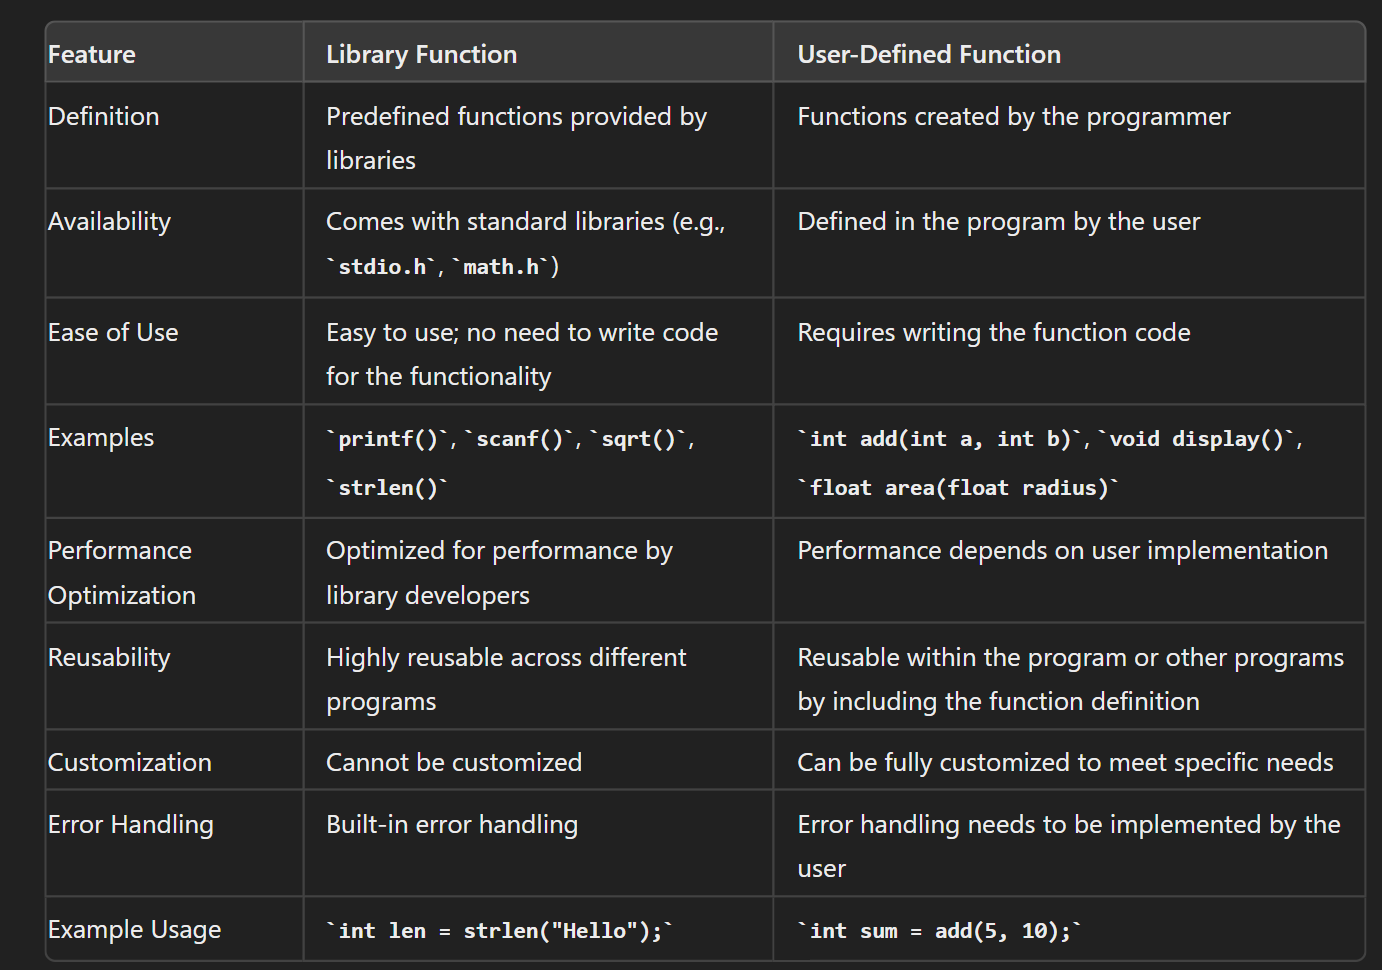 Feature Library Function User-Defined Function
Definition Predefined functions provided by Functions created by the programmer
libraries
Availability Comes with standard libraries (e.g., Defined in the program by the user
`stdio.h`, `math.h`)
Ease of Use Easy to use; no need to write code Requires writing the function code
for the functionality
Examples `printf()`, `scanf()`, `sqrt()`, `int add(int a, int b)`, `void display()`,
`strlen()` `float area(float radius)`
Performance Optimized for performance by Performance depends on user implementation
Optimization library developers
Reusability Highly reusable across different Reusable within the program or other programs
programs by including the function definition
Customization Cannot be customized Can be fully customized to meet specific needs
Error Handling Built-in error handling Error handling needs to be implemented by the
user
Example Usage `int len = strlen("Hello");` `int sum = add(5, 10);`